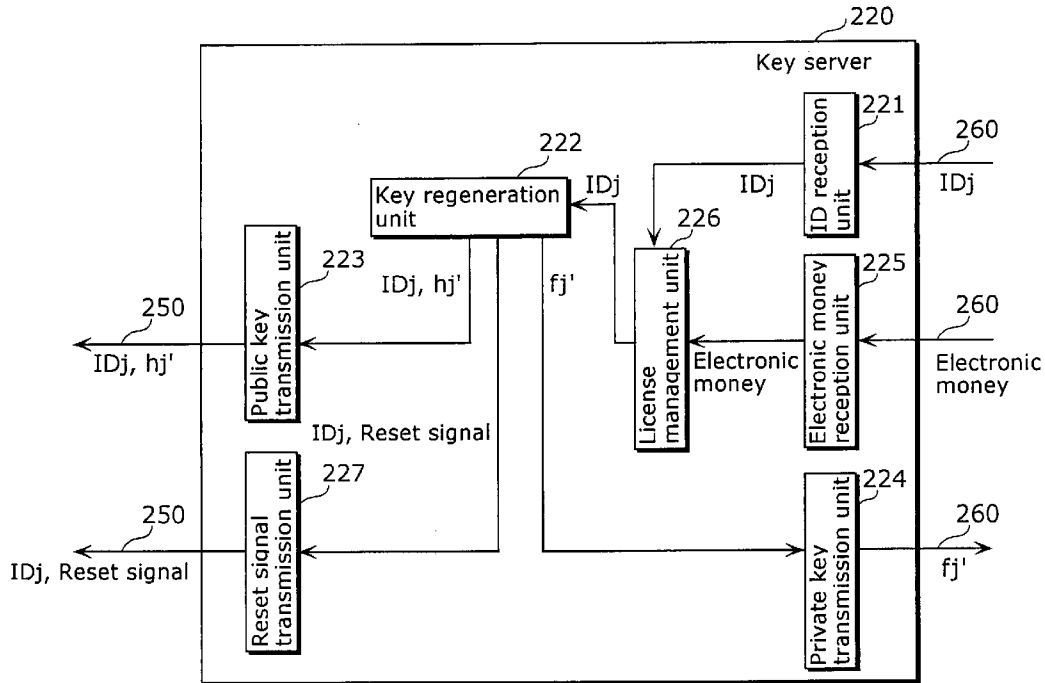 220
Key server
221
ID reception
unit
260
IDj
222
Key regeneration
unit
IDj
IDj
226
License
management unit
223
Public key
transmission unit
IDj, hj'
fj'
225
Electronic money
reception unit
250
IDj, hj'
260
Electronic
money
Electronic
money
IDj, Reset signal
227
Reset signal
transmission unit
224
Private key
transmission unit
250
IDj, Reset signal
260
fj'